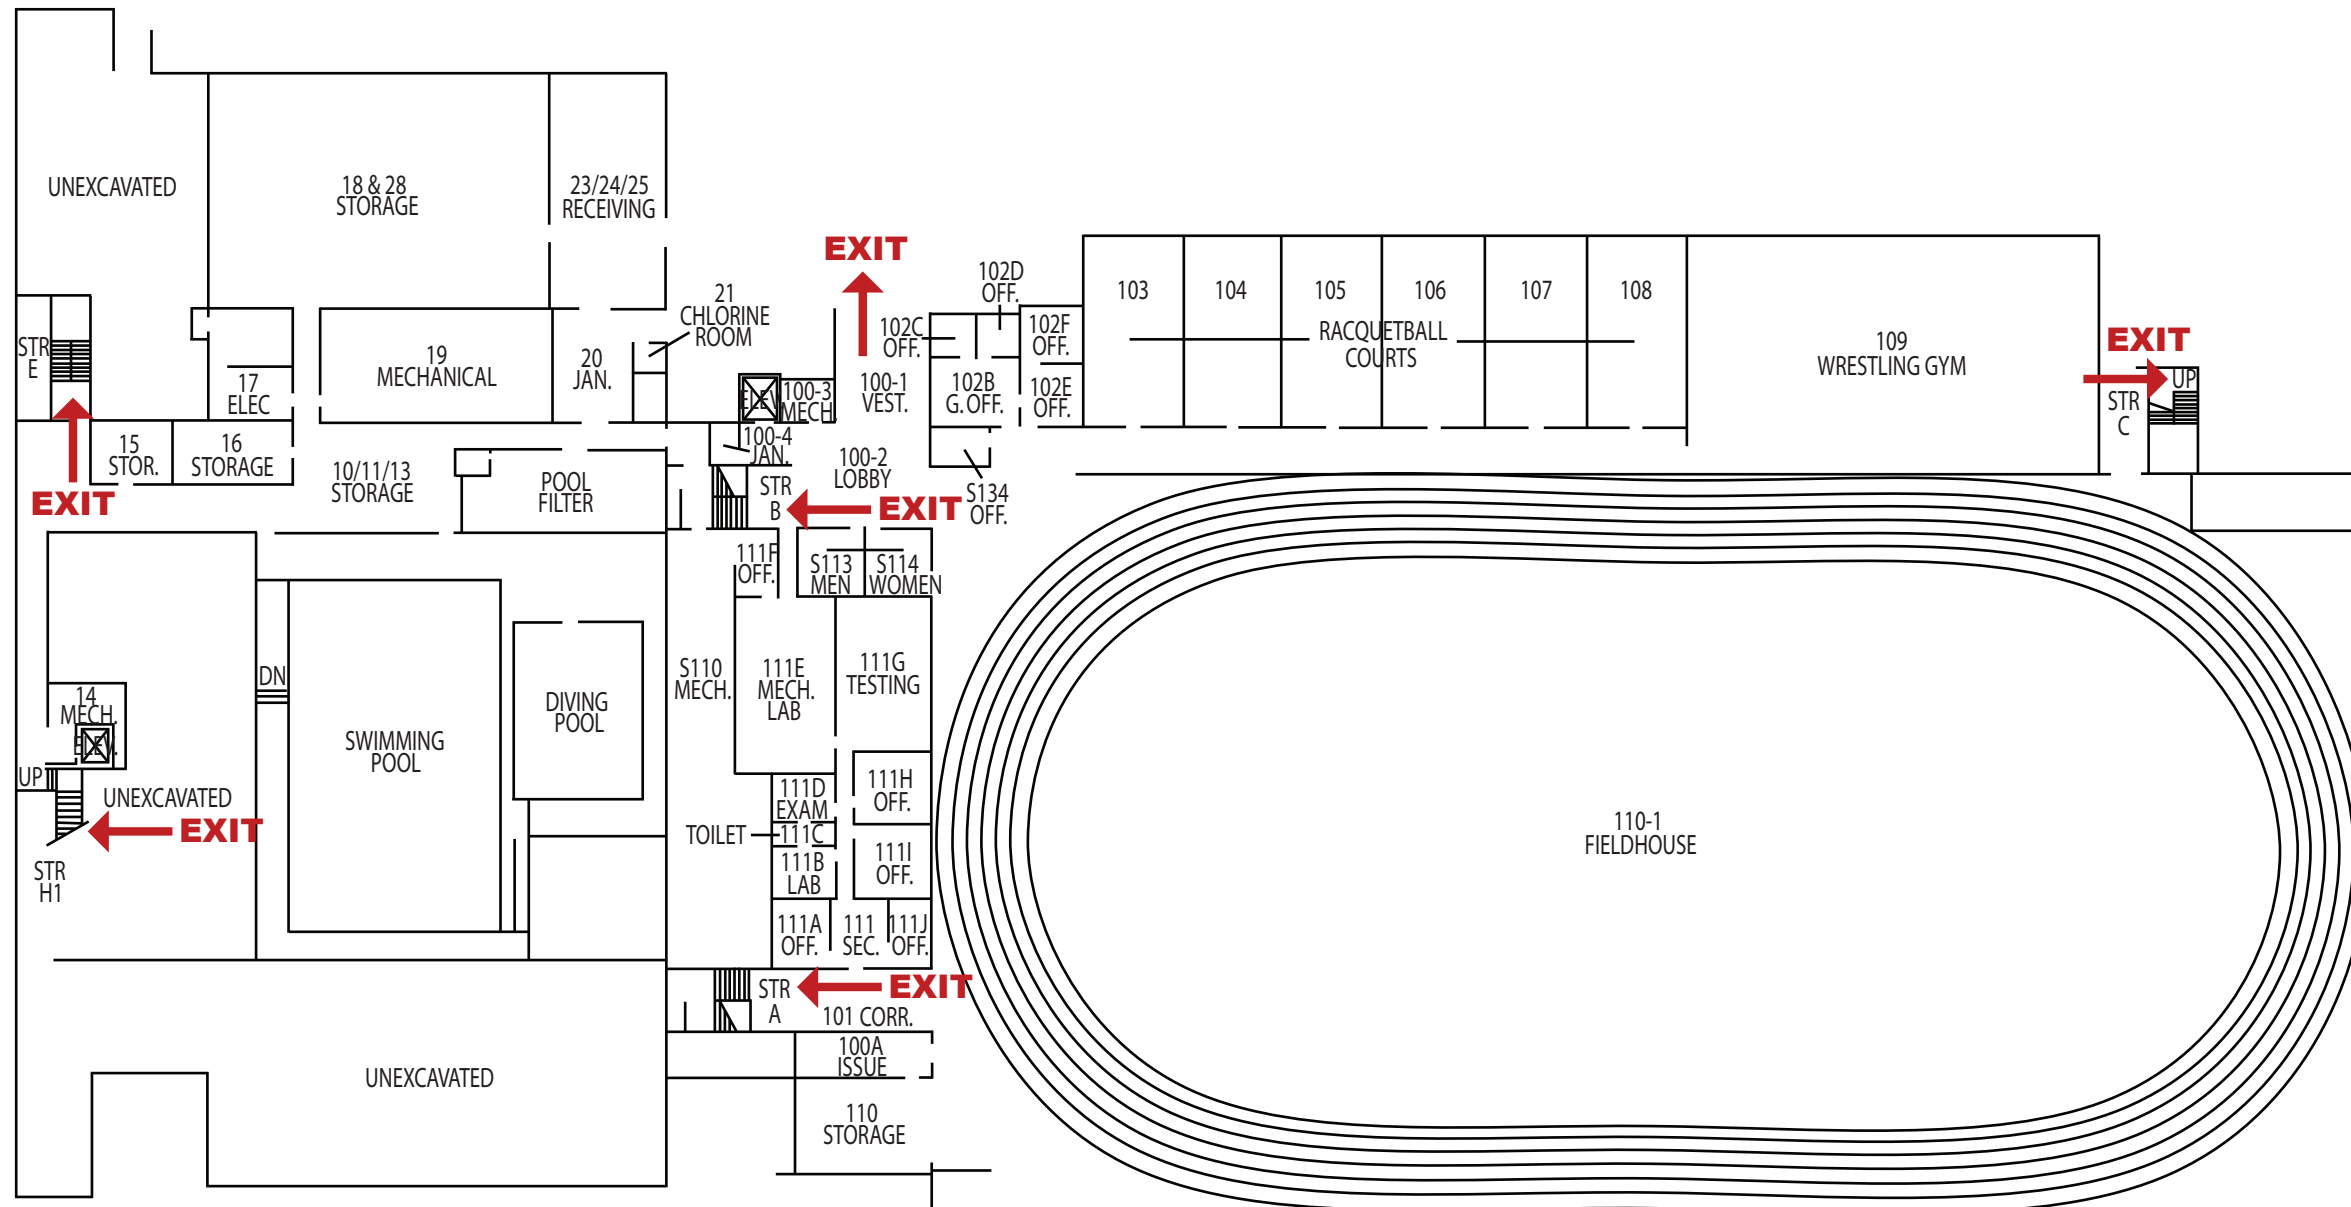 UNEXCAVATED
18 & 28
STORAGE
23/24/25
RECEIVING
EXIT
21
CHLORINE
ROOM
102D
OFF.
102C
OFF.
102F
OFF.
103
104
105
106
107
108
RACQUETBALL
COURTS
109
WRESTLING GYM
EXIT
UP
STR
C
STR
E
17
ELEC
19
MECHANICAL
20
JAN.
ELEV.
100-3
MECH.
100-1
VEST.
102B
G. OFF.
102E
OFF.
EXIT
15
STOR.
16
STORAGE
10/11/13
STORAGE
POOL
FILTER
100-4
JAN.
100-2
LOBBY
STR
B
EXIT
S134
OFF.
111F
OFF.
S113
MEN
S114
WOMEN
DN
14
MECH.
ELEV.
UP
UNEXCAVATED
EXIT
STR
H1
SWIMMING
POOL
DIVING
POOL
S110
MECH.
111E
MECH.
LAB
111G
TESTING
111D
EXAM
111H
OFF.
TOILET
111C
111B
LAB
111I
OFF.
111A
OFF.
111
SEC.
111J
OFF.
110-1
FIELDHOUSE
STR
A
EXIT
101 CORR.
100A
ISSUE
UNEXCAVATED
110
STORAGE